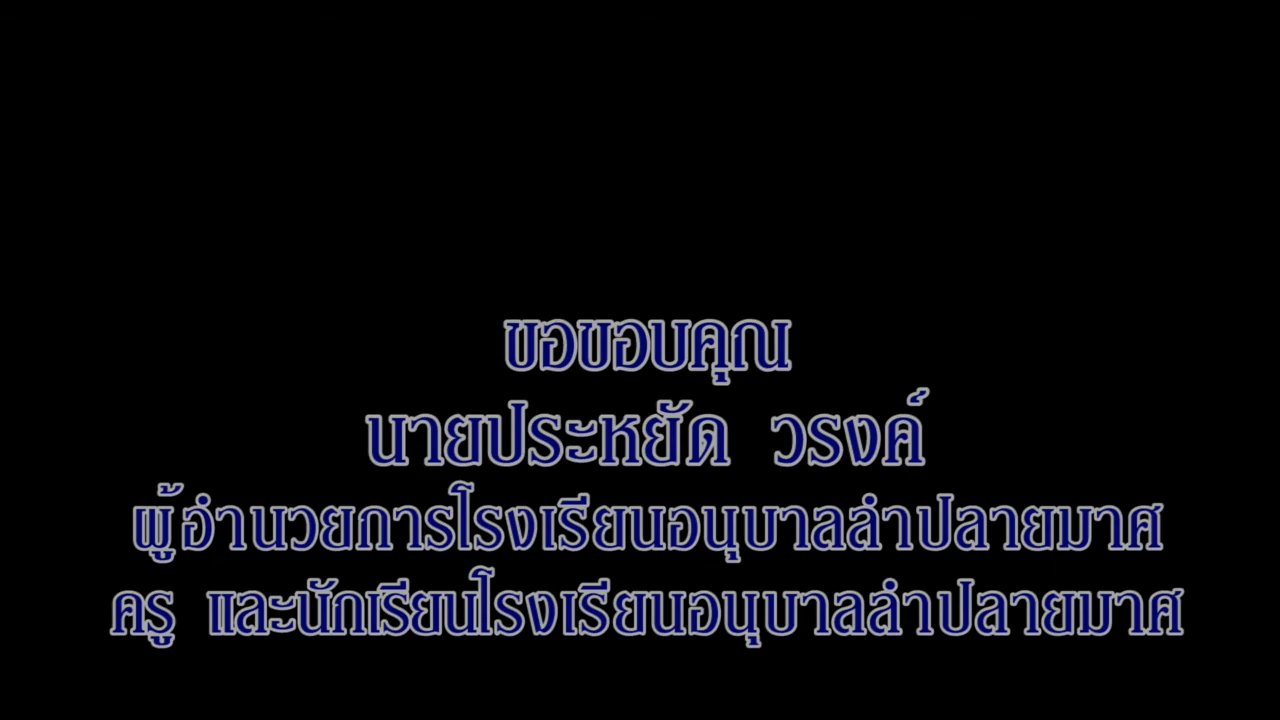 ขอขอบคุณ
นายประหยัด วรงค์
ผู้อำนวยการโรงเรียนอนุบาลลำปลายมาศ
ครู และนักเรียนโรงเรียนอนุบาลลำปลายมาศ